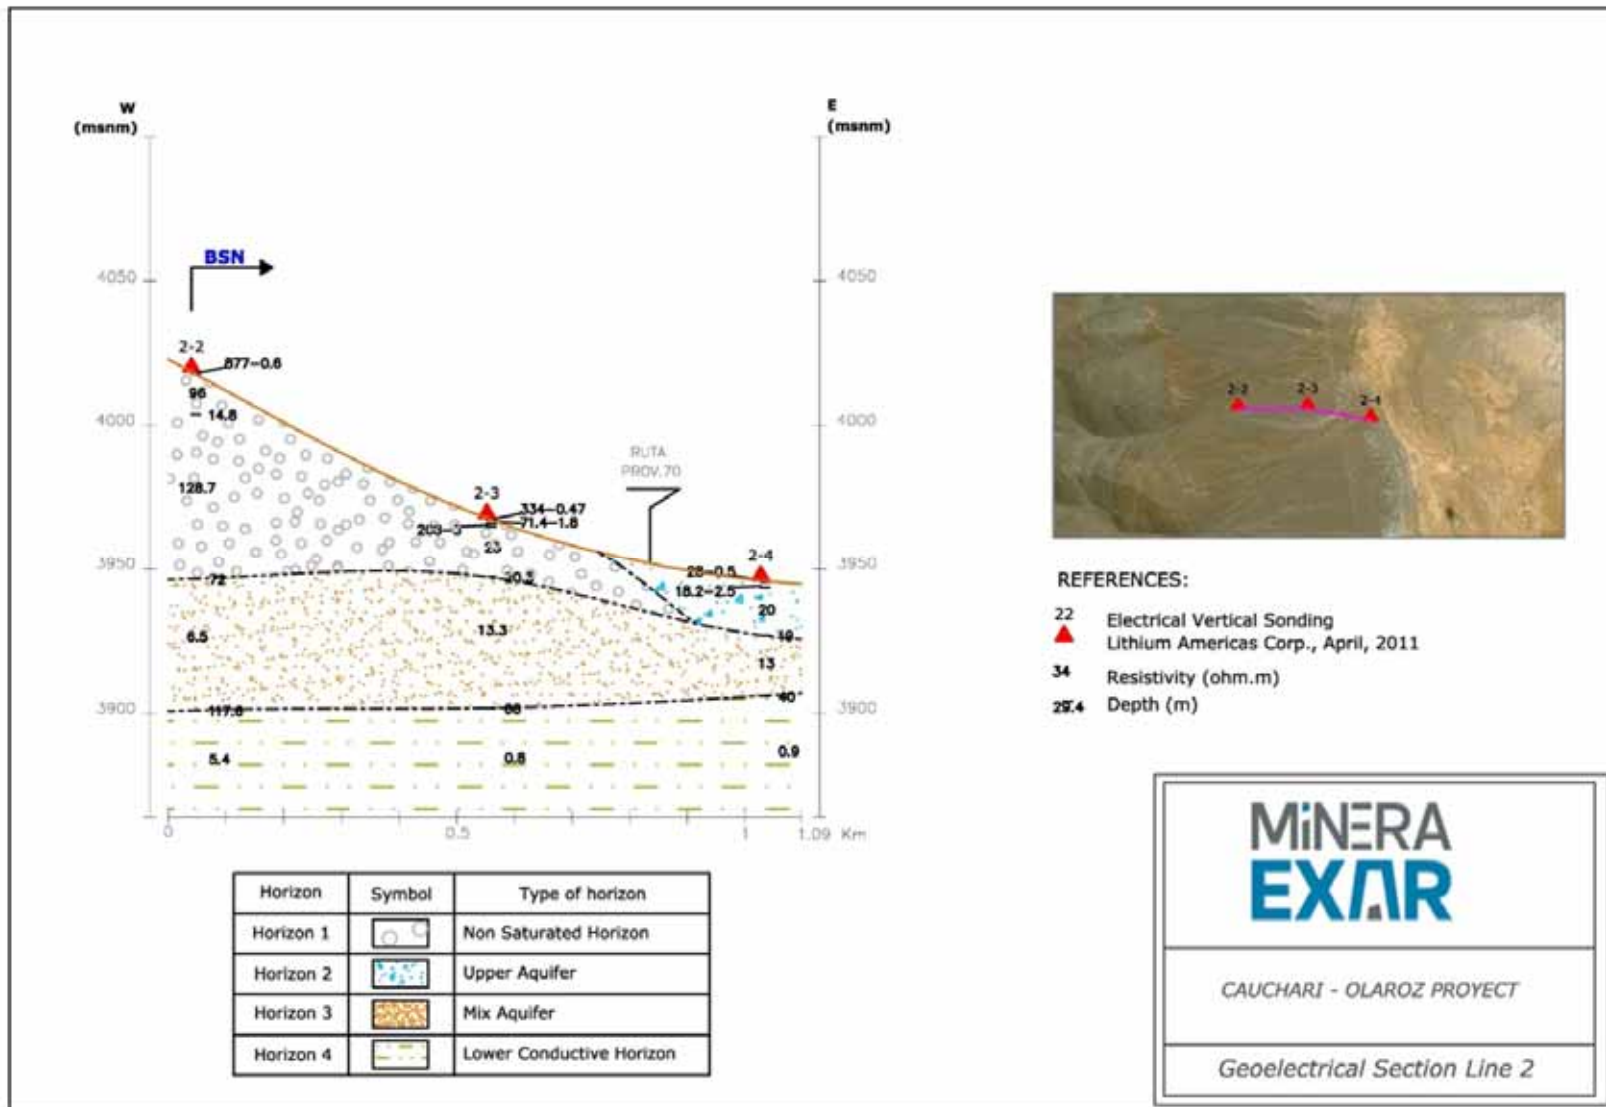 W
(msnm)
E
(msnm)
BSN
4050
4050
2-2
877-0.6
96
14.8
4000
4000
128.7
RUTA
PROV.70
2-3
334-0.47
71.4-1.8
203-3
23
2-4
3950
3950
28-0.5
18.2-2.5
72
20.2
20
19
6.5
13.3
13
40
3900
3900
117.6
66
5.4
0.8
0.9
0
0.5
1
1.09 Km
2-2
2-3
2-4
REFERENCES:
22 Electrical Vertical Sonding
Lithium Americas Corp., April, 2011
34 Resistivity (ohm.m)
29.4 Depth (m)
Horizon Symbol Type of horizon
Horizon 1 Non Saturated Horizon
Horizon 2 Upper Aquifer
Horizon 3 Mix Aquifer
Horizon 4 Lower Conductive Horizon
MiNERA
EXAR
CAUCHARI - OLAROZ PROYECT
Geoelectrical Section Line 2